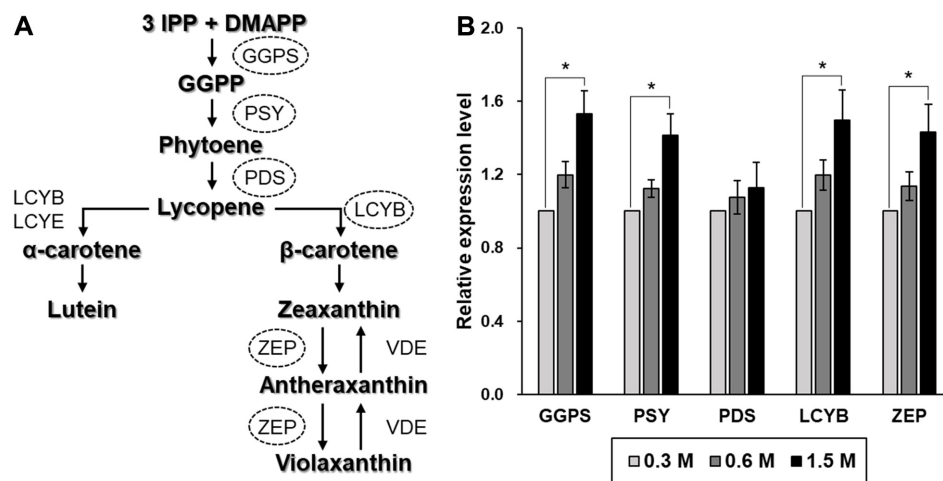 A
3 IPP + DMAPP
GGPS
GGPP
PSY
Phytoene
PDS
Lycopene
LCYB
LCYE
LCYB
α-carotene
β-carotene
Lutein
Zeaxanthin
ZEP
VDE
Antheraxanthin
ZEP
VDE
Violaxanthin
B
Relative expression level
2.0
1.6
1.2
0.8
0.4
0.0
*
*
*
*
GGPS PSY PDS LCYB ZEP
0.3 M 0.6 M 1.5 M